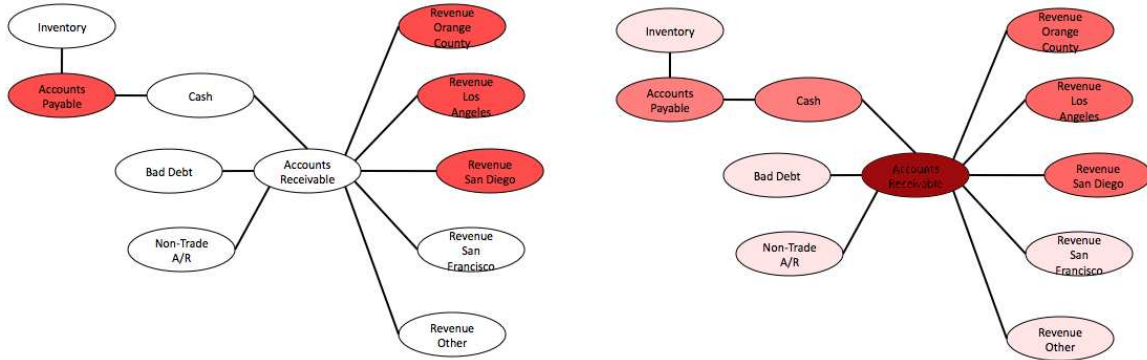 Inventory
Accounts
Payable
Cash
Bad Debt
Non-Trade
A/R
Accounts
Receivable
Revenue
Orange
County
Revenue
Los
Angeles
Revenue
San Diego
Revenue
San
Francisco
Revenue
Other
Inventory
Accounts
Payable
Cash
Bad Debt
Non-Trade
A/R
Accounts
Receivable
Revenue
Orange
County
Revenue
Los
Angeles
Revenue
San Diego
Revenue
San
Francisco
Revenue
Other